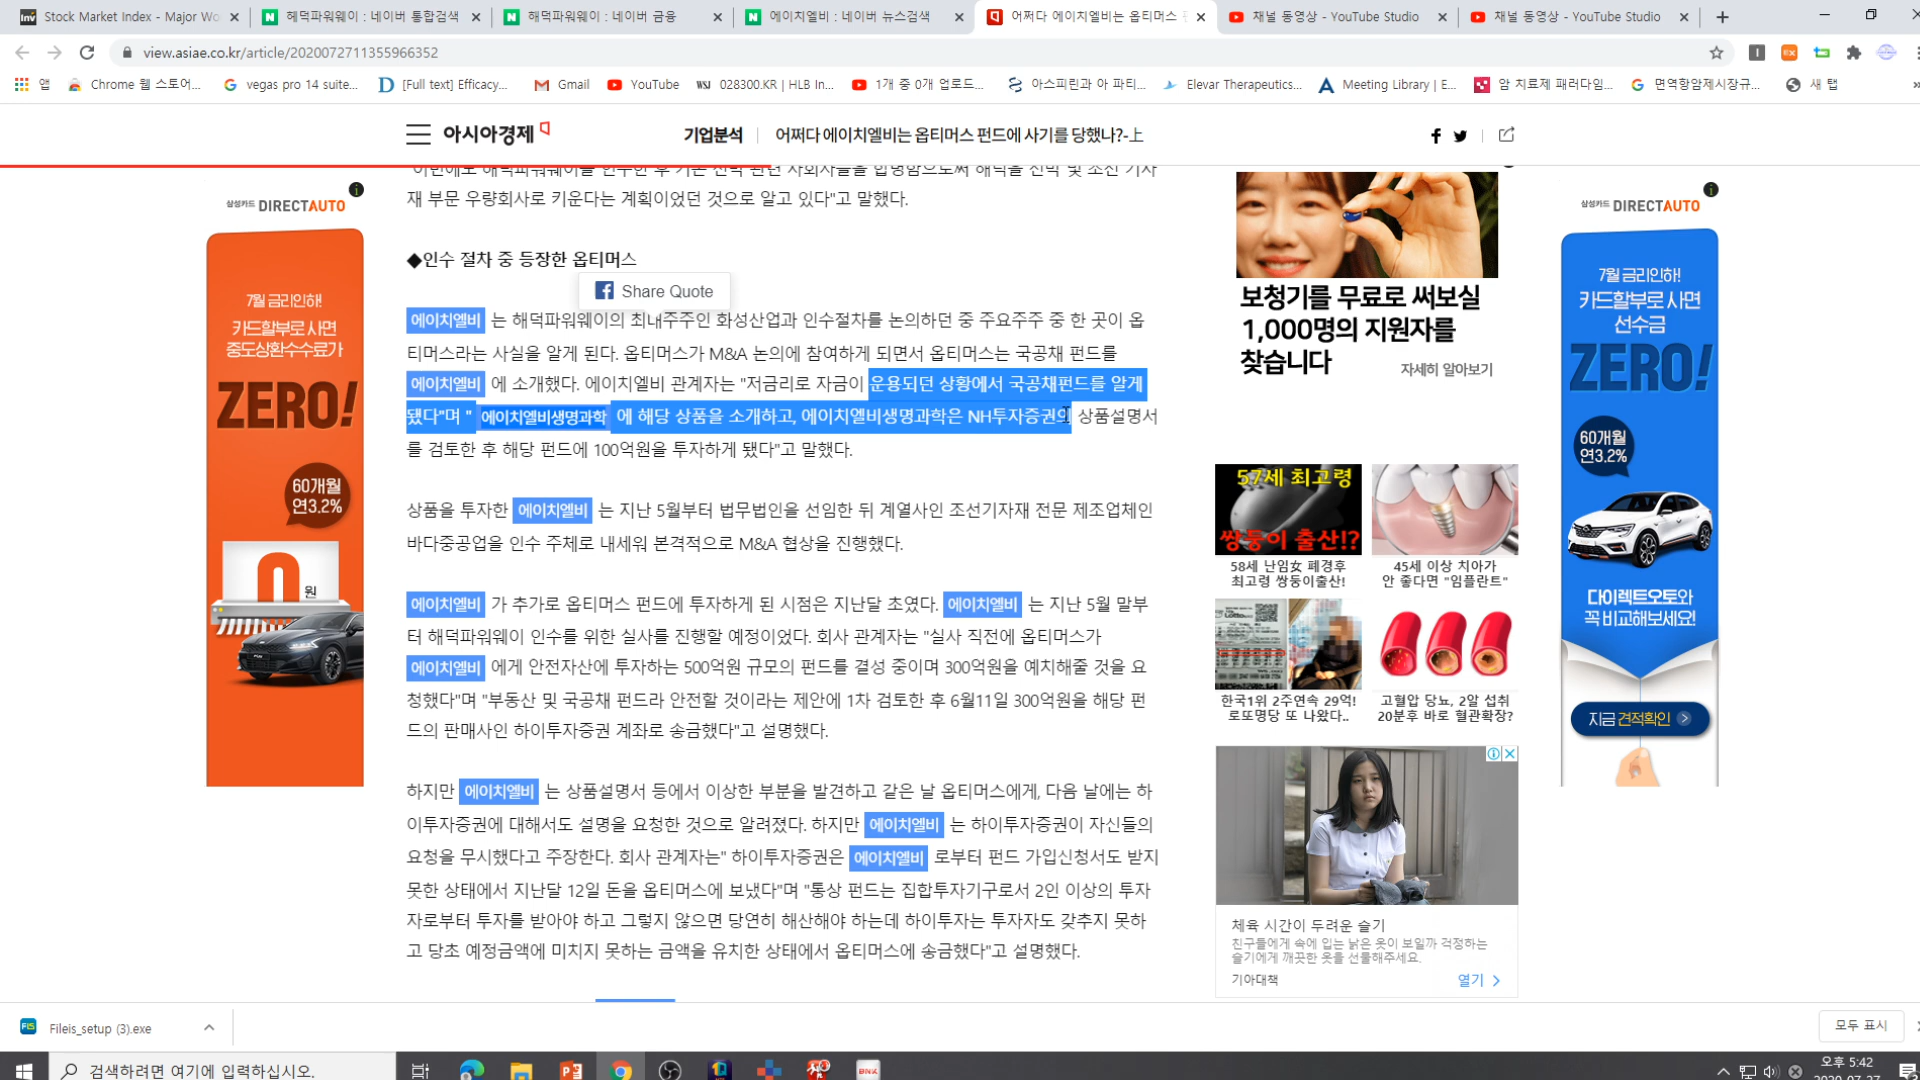 Stock Market Index - Major Wo
헤덕파워웨이 : 네이버 통합검색
해덕파워웨이 : 네이버 금융
에이치엘비 : 네이버 뉴스검색
어쩌다 에이치엘비는 옵티머스
채널 동영상 - YouTube Studio
채널 동영상 - YouTube Studio
view.asiae.co.kr/article/2020072711355966352
앱
Chrome 웹 스토어...
vegas pro 14 suite...
[Full text] Efficacy...
Gmail
YouTube
WSJ 028300.KR | HLB In...
1개 중 0개 업로드...
아스피린과 아 파티...
Elevar Therapeutics...
Meeting Library | E...
암 치료제 패러다임...
면역항암제시장규...
새 탭
아시아경제
기업분석
어쩌다 에이치엘비는 옵티머스 펀드에 사기를 당했나?-上
재 부문 우량회사로 키운다는 계획이었던 것으로 알고 있다"고 말했다.
◆인수 절차 중 등장한 옵티머스
Share Quote
에이치엘비 는 해덕파워웨이의 최대주주인 화성산업과 인수절차를 논의하던 중 주요주주 중 한 곳이 옵
티머스라는 사실을 알게 된다. 옵티머스가 M&A 논의에 참여하게 되면서 옵티머스는 국공채 펀드를
에이치엘비 에 소개했다. 에이치엘비 관계자는 "저금리로 자금이 운용되던 상황에서 국공채펀드를 알게
됐다"며 " 에이치엘비생명과학 에 해당 상품을 소개하고, 에이치엘비생명과학은 NH투자증권의 상품설명서
를 검토한 후 해당 펀드에 100억원을 투자하게 됐다"고 말했다.
상품을 투자한 에이치엘비 는 지난 5월부터 법무법인을 선임한 뒤 계열사인 조선기자재 전문 제조업체인
바다중공업을 인수 주체로 내세워 본격적으로 M&A 협상을 진행했다.
에이치엘비 가 추가로 옵티머스 펀드에 투자하게 된 시점은 지난달 초였다. 에이치엘비 는 지난 5월 말부
터 해덕파워웨이 인수를 위한 실사를 진행할 예정이었다. 회사 관계자는 "실사 직전에 옵티머스가
에이치엘비 에게 안전자산에 투자하는 500억원 규모의 펀드를 결성 중이며 300억원을 예치해줄 것을 요
청했다"며 "부동산 및 국공채 펀드라 안전할 것이라는 제안에 1차 검토한 후 6월11일 300억원을 해당 펀
드의 판매사인 하이투자증권 계좌로 송금했다"고 설명했다.
하지만 에이치엘비 는 상품설명서 등에서 이상한 부분을 발견하고 같은 날 옵티머스에게, 다음 날에는 하
이투자증권에 대해서도 설명을 요청한 것으로 알려졌다. 하지만 에이치엘비 는 하이투자증권이 자신들의
요청을 무시했다고 주장한다. 회사 관계자는" 하이투자증권은 에이치엘비 로부터 펀드 가입신청서도 받지
못한 상태에서 지난달 12일 돈을 옵티머스에 보냈다"며 "통상 펀드는 집합투자기구로서 2인 이상의 투자
자로부터 투자를 받아야 하고 그렇지 않으면 당연히 해산해야 하는데 하이투자는 투자자도 갖추지 못하
고 당초 예정금액에 미치지 못하는 금액을 유치한 상태에서 옵티머스에 송금했다"고 설명했다.
삼성카드 DIRECTAUTO
7월 금리인하!
카드할부로 사면
중도상환수수료가
ZERO!
60개월
연3.2%
원
보청기를 무료로 써보실
1,000명의 지원자를
찾습니다
자세히 알아보기
57세 최고령
쌍둥이 출산!?
58세 난임女 폐경후
최고령 쌍둥이출산!
45세 이상 치아가
안 좋다면 "임플란트"
한국1위 2주연속 29억!
로또명당 또 나왔다..
고혈압 당뇨, 2알 섭취
20분후 바로 혈관확장?
체육 시간이 두려운 슬기
친구들에게 속에 입는 낡은 옷이 보일까 걱정하는
슬기에게 깨끗한 옷을 선물해주세요.
기아대책
열기
삼성카드 DIRECTAUTO
7월 금리인하!
카드할부로 사면
선수금
ZERO!
60개월
연3.2%
다이렉트오토와
꼭 비교해보세요!
지금 견적확인
Fileis_setup (3).exe
모두 표시
검색하려면 여기에 입력하십시오.
BNK
오후 5:42